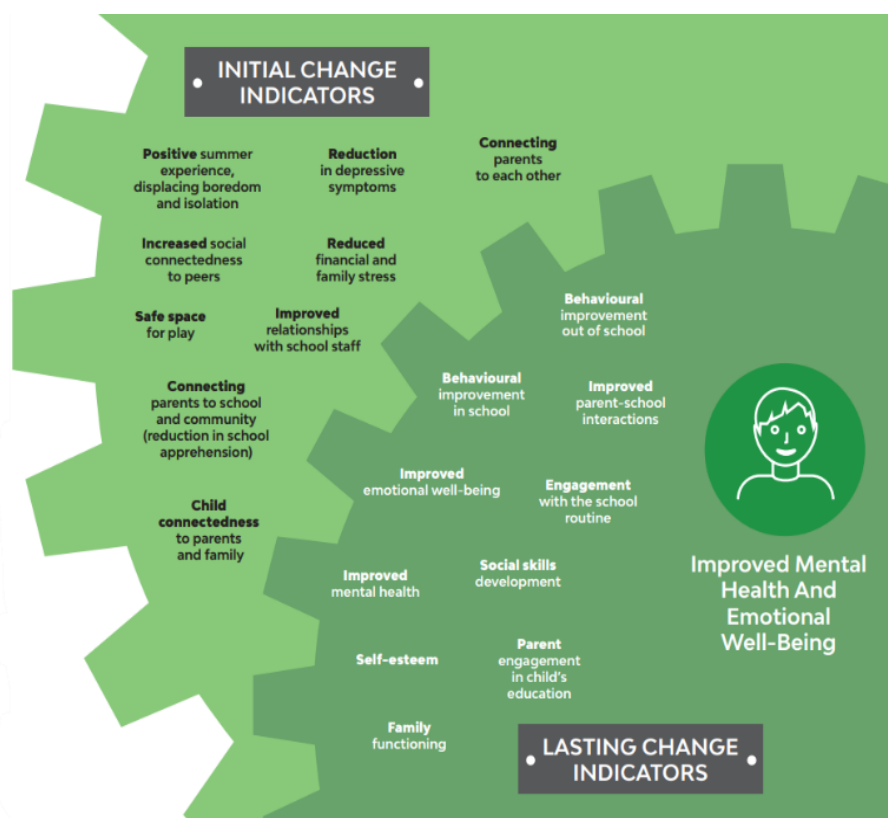 INITIAL CHANGE
INDICATORS
Positive summer
experience,
displacing boredom
and isolation
Reduction
in depressive
symptoms
Connecting
parents
to each other
Increased social
connectedness
to peers
Reduced
financial and
family stress
Safe space
for play
Improved
relationships
with school staff
Connecting
parents to school
and community
(reduction in school
apprehension)
Child
connectedness
to parents
and family
Behavioural
improvement
out of school
Behavioural
improvement
in school
Improved
parent-school
interactions
Improved
emotional well-being
Engagement
with the school
routine
Improved
mental health
Social skills
development
Self-esteem
Parent
engagement
in child's
education
Family
functioning
Improved Mental
Health And
Emotional
Well-Being
LASTING CHANGE
INDICATORS